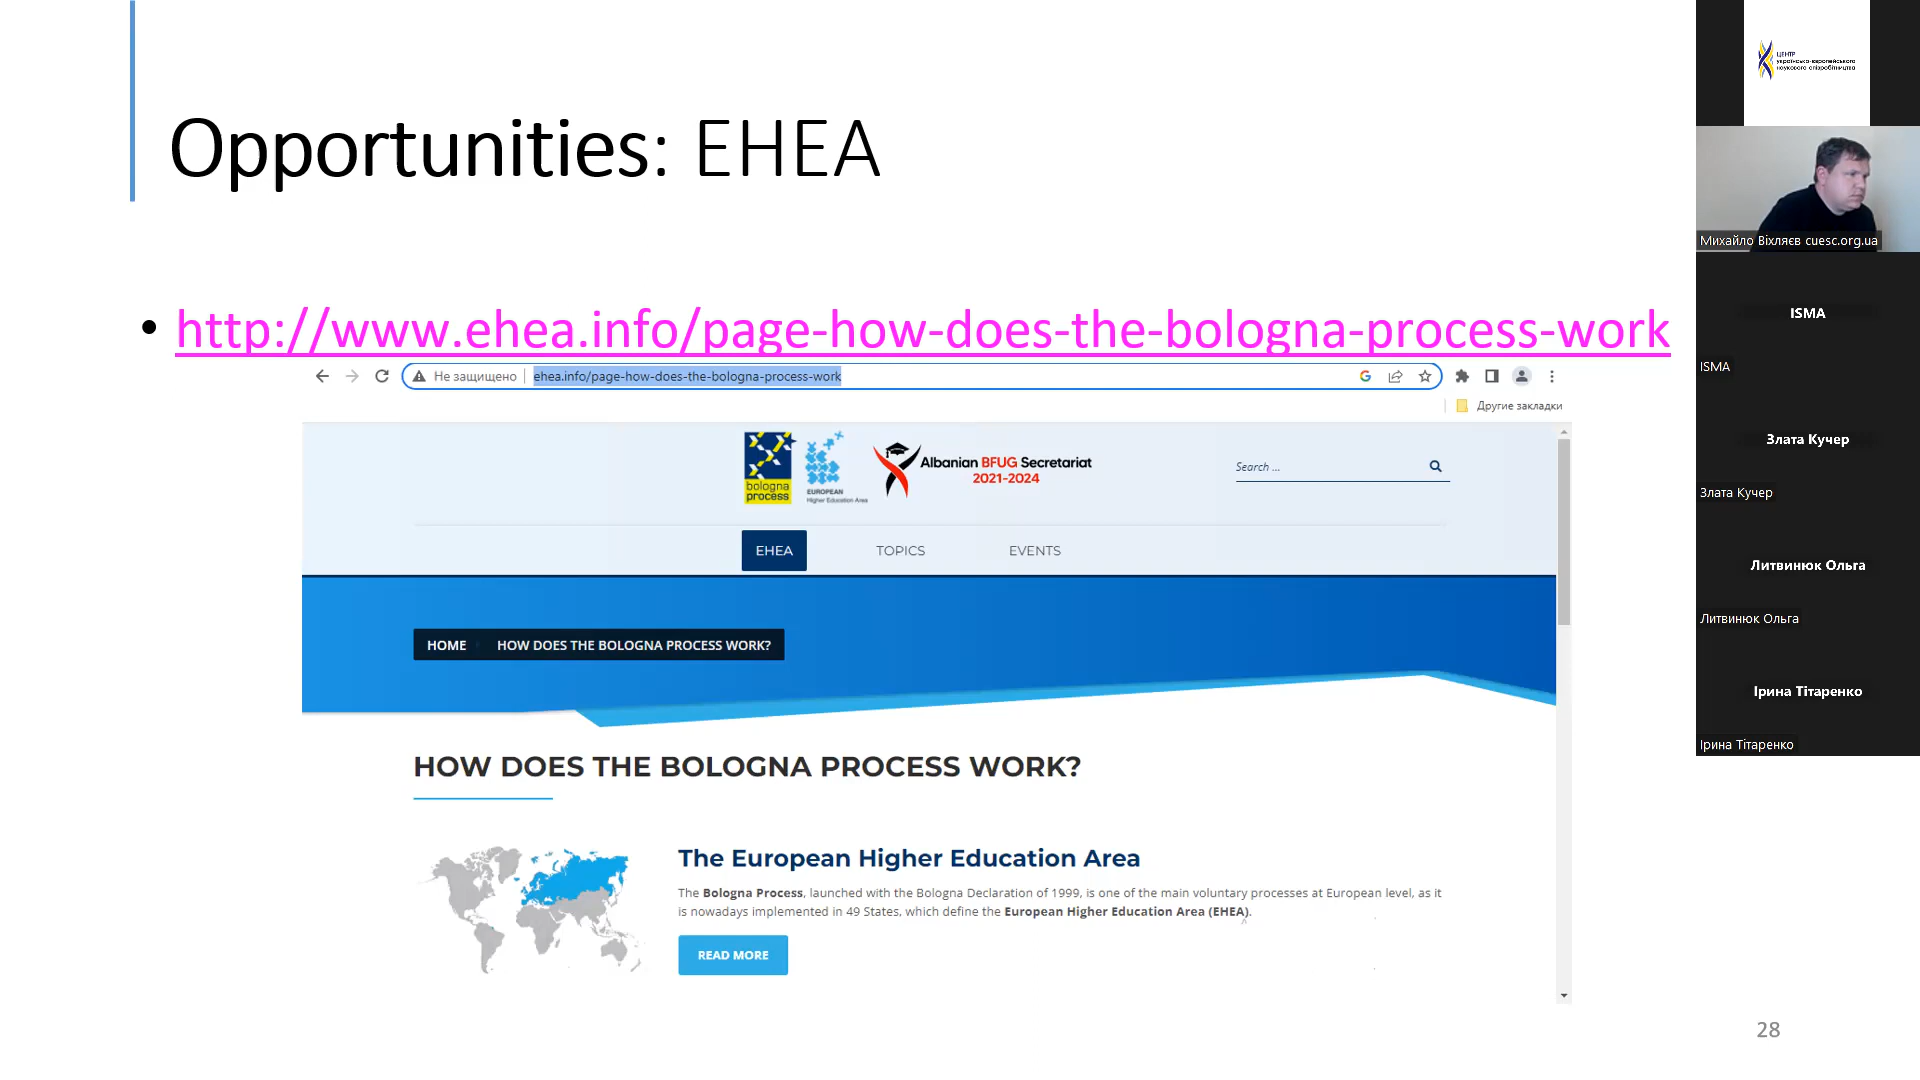 Opportunities: EHEA
• http://www.ehea.info/page-how-does-the-bologna-process-work
Не защищено
ehea.info/page-how-does-the-bologna-process-work
Другие закладки
bologna
process
EUROPEAN
Higher Education Area
Albanian BFUG Secretariat
2021-2024
Search ...
EHEA
TOPICS
EVENTS
HOME
HOW DOES THE BOLOGNA PROCESS WORK?
HOW DOES THE BOLOGNA PROCESS WORK?
The European Higher Education Area
The Bologna Process, launched with the Bologna Declaration of 1999, is one of the main voluntary processes at European level, as it
is nowadays implemented in 49 States, which define the European Higher Education Area (EHEA).
READ MORE
28
ЦЕНТР
українсько-європейського
наукового співробітництва
Михайло Віхляєв cuesc.org.ua
ISMA
ISMA
Злата Кучер
Злата Кучер
Литвинюк Ольга
Литвинюк Ольга
Ірина Тітаренко
Ірина Тітаренко